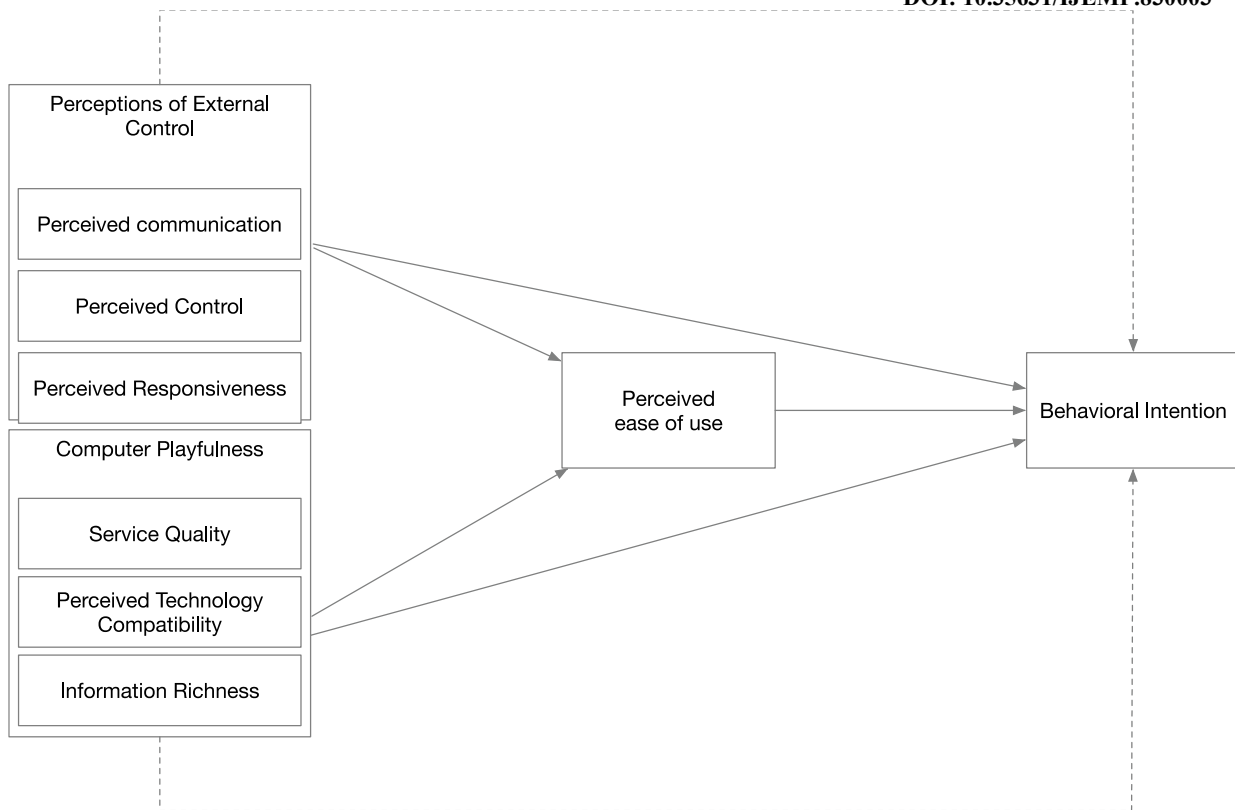 DOI:
Perceptions of External
Control
Perceived communication
Perceived Control
Perceived Responsiveness
Perceived
ease of use
Behavioral Intention
Computer Playfulness
Service Quality
Perceived Technology
Compatibility
Information Richness